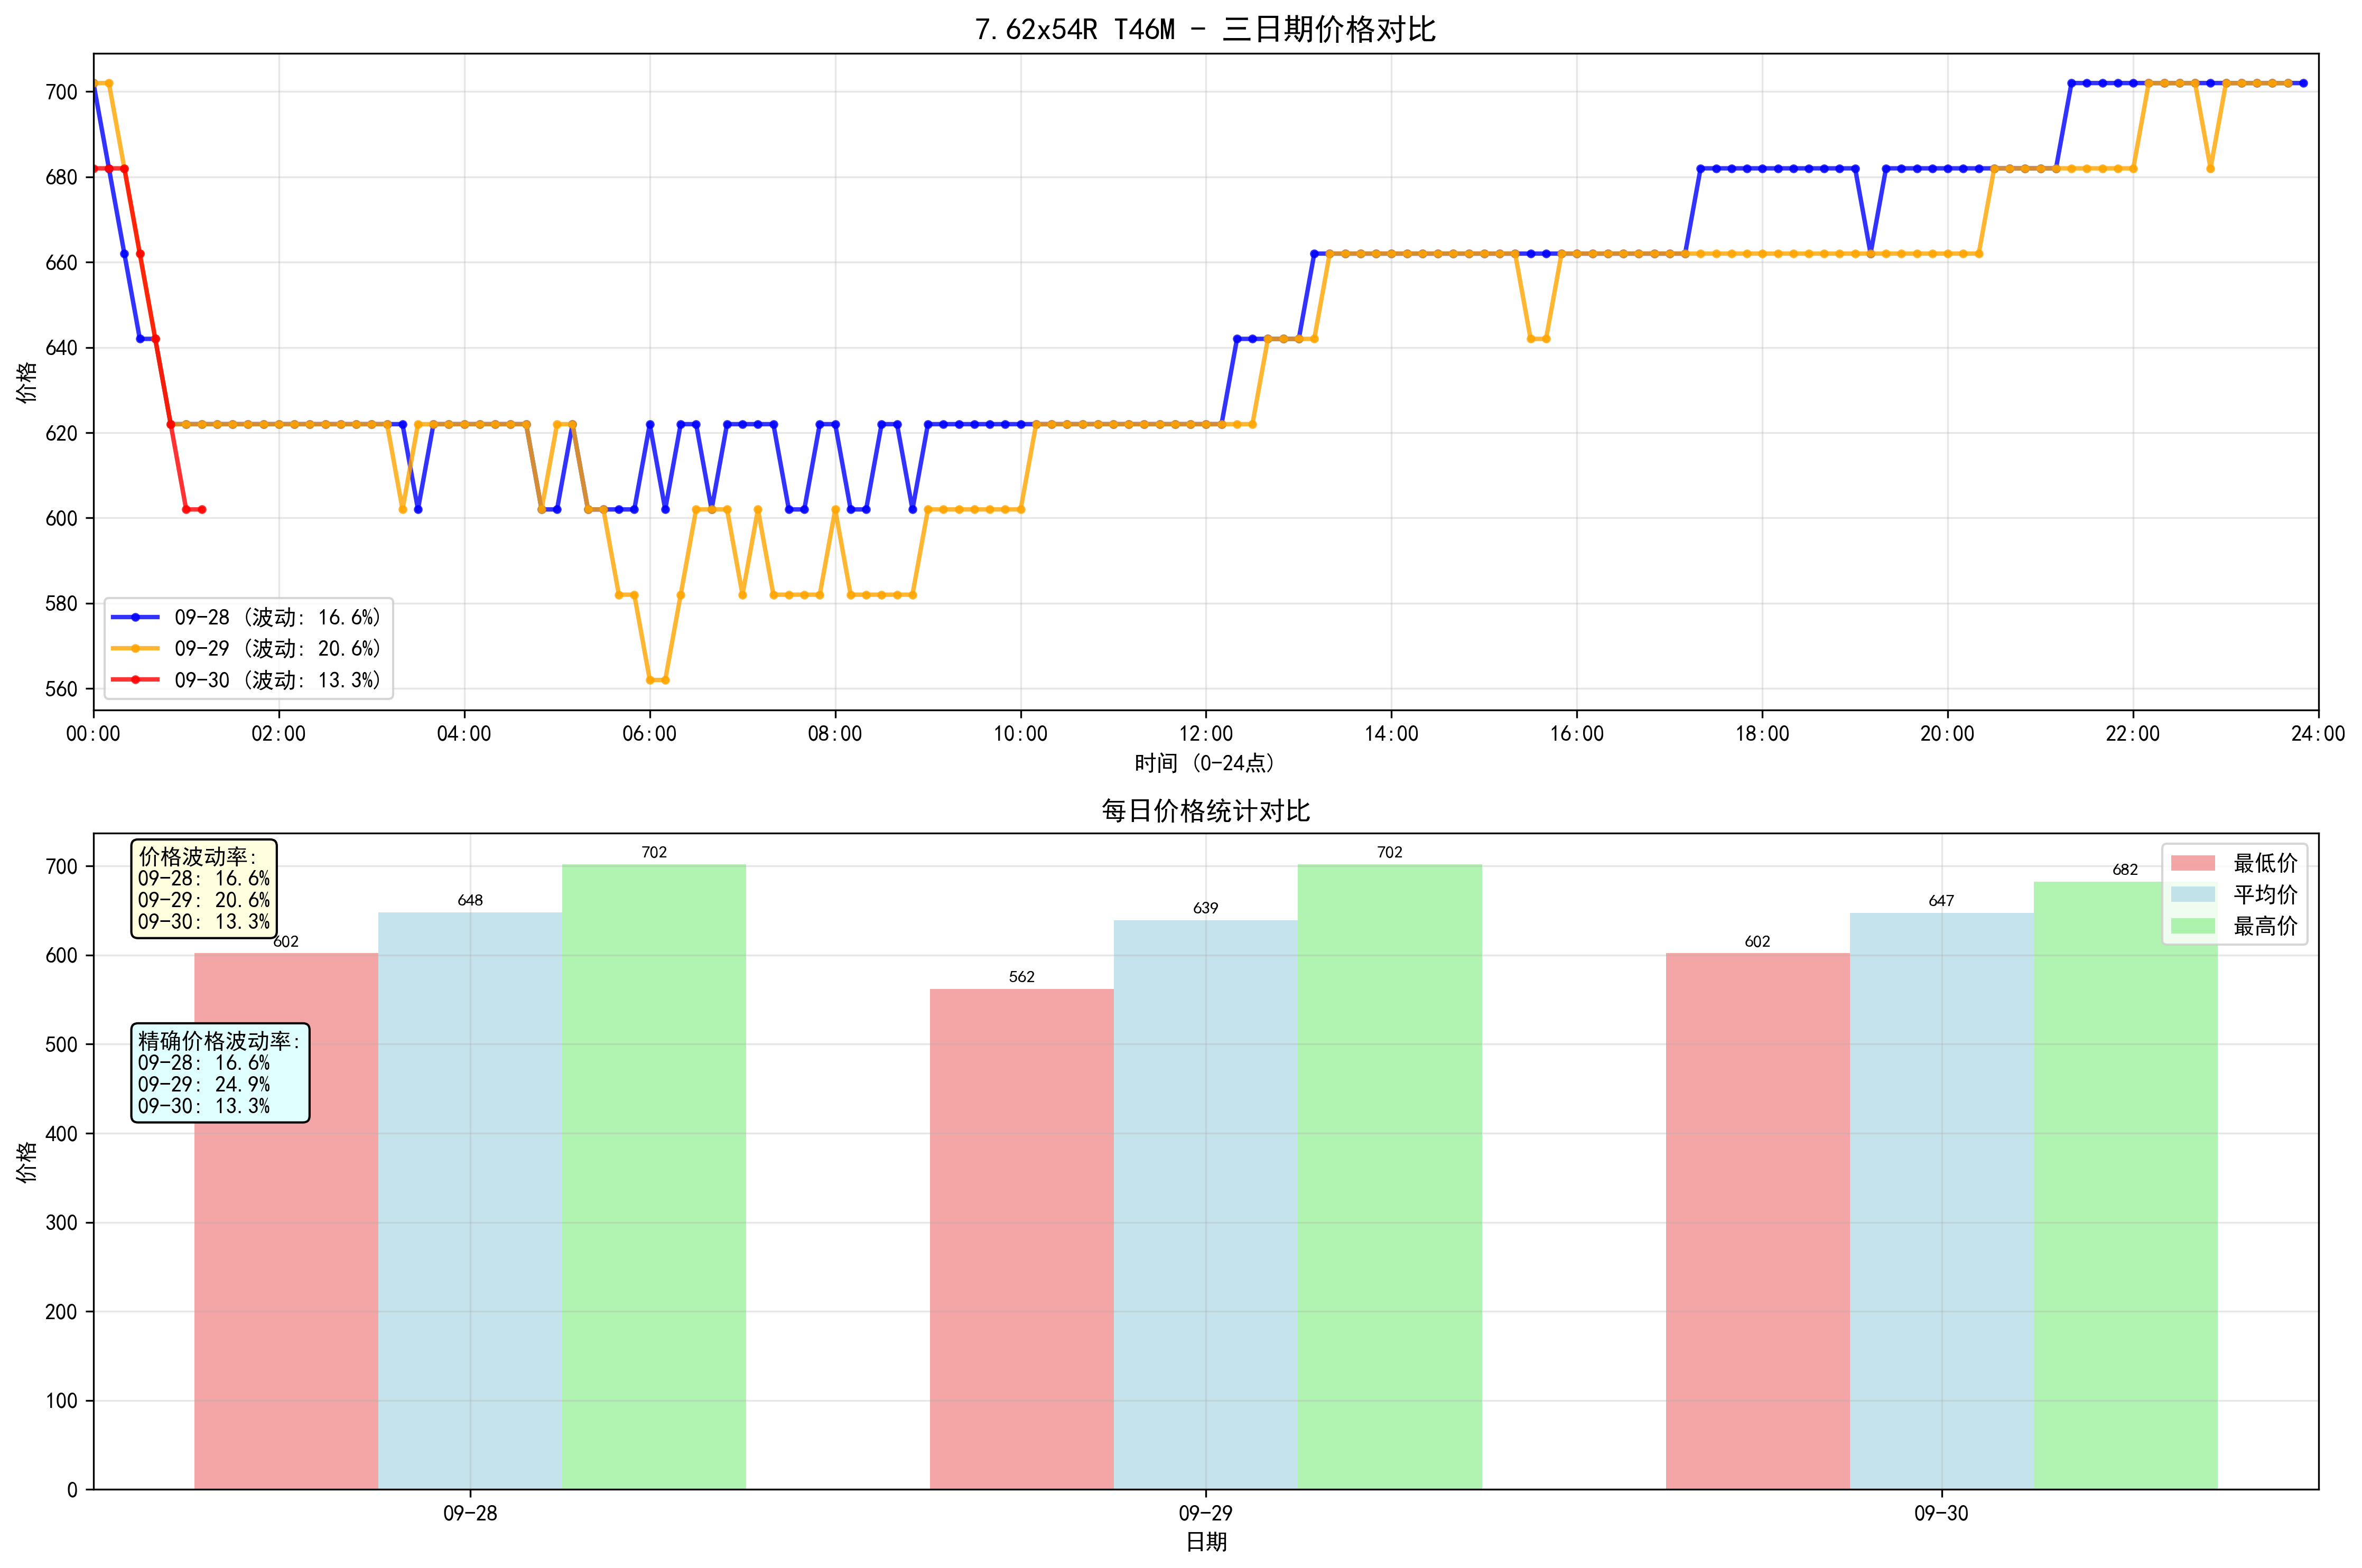 7.62x54R T46M - 三日期价格对比
价格
700
680
660
640
620
600
580
560
09-28 (波动: 16.6%)
09-29 (波动: 20.6%)
09-30 (波动: 13.3%)
00:00 02:00 04:00 06:00 08:00 10:00 12:00 14:00 16:00 18:00 20:00 22:00 24:00
时间 (0-24点)
每日价格统计对比
价格
700
600
500
400
300
200
100
0
价格波动率:
09-28: 16.6%
09-29: 20.6%
09-30: 13.3%
精确价格波动率:
09-28: 16.6%
09-29: 24.9%
09-30: 13.3%
602 648 702
562 639 702
602 647 682
最低价
平均价
最高价
09-28 09-29 09-30
日期